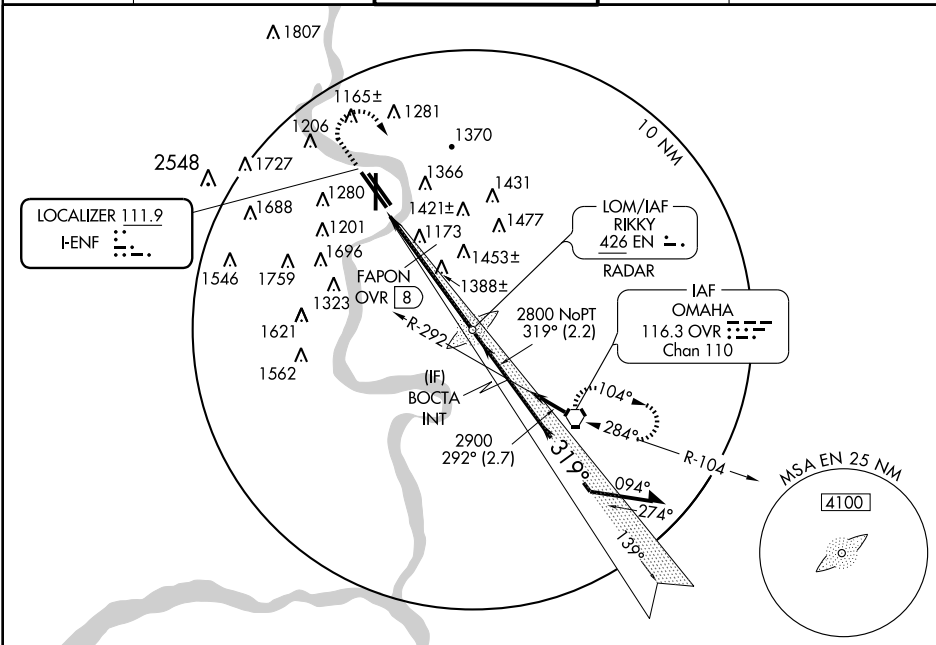 1807
1165±
1281
1206
1370
10 NM
2548
1727
1366
1431
1280
1688
1421±
1477
LOCALIZER 111.9
I-ENF
1201
1173
LOM/IAF
RIKKY
426 EN
RADAR
1546
1759
1696
1453±
FAPON
OVR 8
1388±
1323
IAF
OMAHA
116.3 OVR
Chan 110
2800 NoPT
319° (2.2)
1621
R-292
1562
(IF)
BOCTA
INT
104°
284°
2900
292° (2.7)
319°
R-104
MSA EN 25 NM
4100
094°
274°
139°